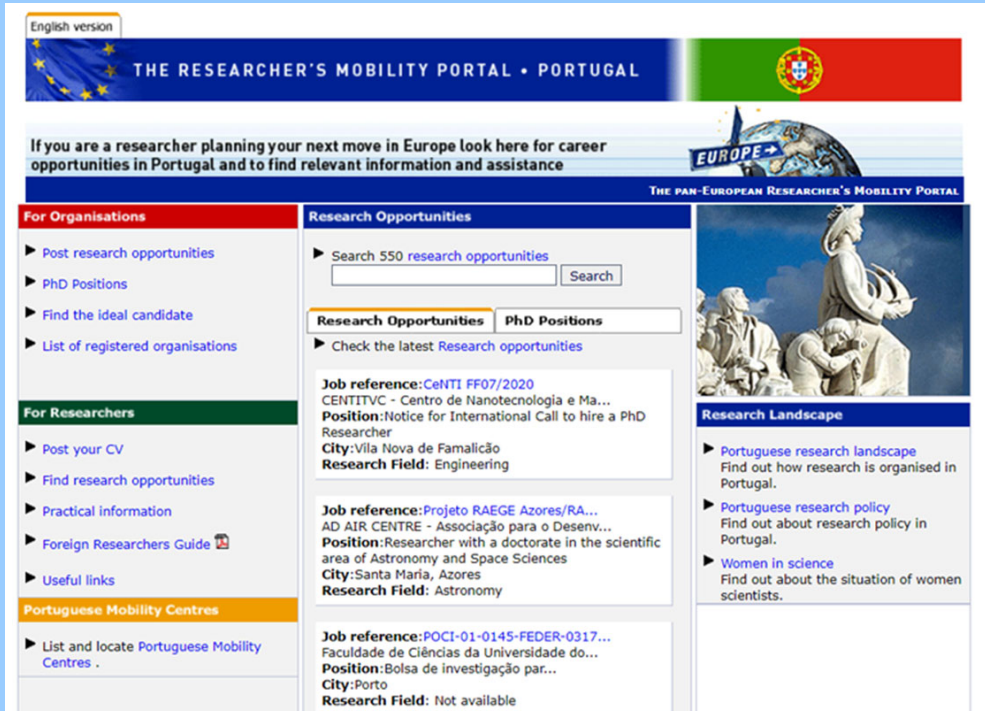 English version
THE RESEARCHER'S MOBILITY PORTAL • PORTUGAL
If you are a researcher planning your next move in Europe look here for career
opportunities in Portugal and to find relevant information and assistance
EUROPE
THE PAN-EUROPEAN RESEARCHER'S MOBILITY PORTAL
For Organisations
Post research opportunities
PhD Positions
Find the ideal candidate
List of registered organisations
For Researchers
Post your CV
Find research opportunities
Practical information
Foreign Researchers Guide
Useful links
Portuguese Mobility Centres
List and locate Portuguese Mobility
Centres .
Research Opportunities
Search 550 research opportunities
Search
Research Opportunities PhD Positions
Check the latest Research opportunities
Job reference:CeNTI FF07/2020
CENTITVC - Centro de Nanotecnologia e Ma...
Position:Notice for International Call to hire a PhD
Researcher
City:Vila Nova de Famalicão
Research Field: Engineering
Job reference:Projeto RAEGE Azores/RA...
AD AIR CENTRE - Associação para o Desenv...
Position:Researcher with a doctorate in the scientific
area of Astronomy and Space Sciences
City:Santa Maria, Azores
Research Field: Astronomy
Job reference:POCI-01-0145-FEDER-0317...
Faculdade de Ciências da Universidade do...
Position:Bolsa de investigação par...
City:Porto
Research Field: Not available
Research Landscape
Portuguese research landscape
Find out how research is organised in
Portugal.
Portuguese research policy
Find out about research policy in
Portugal.
Women in science
Find out about the situation of women
scientists.